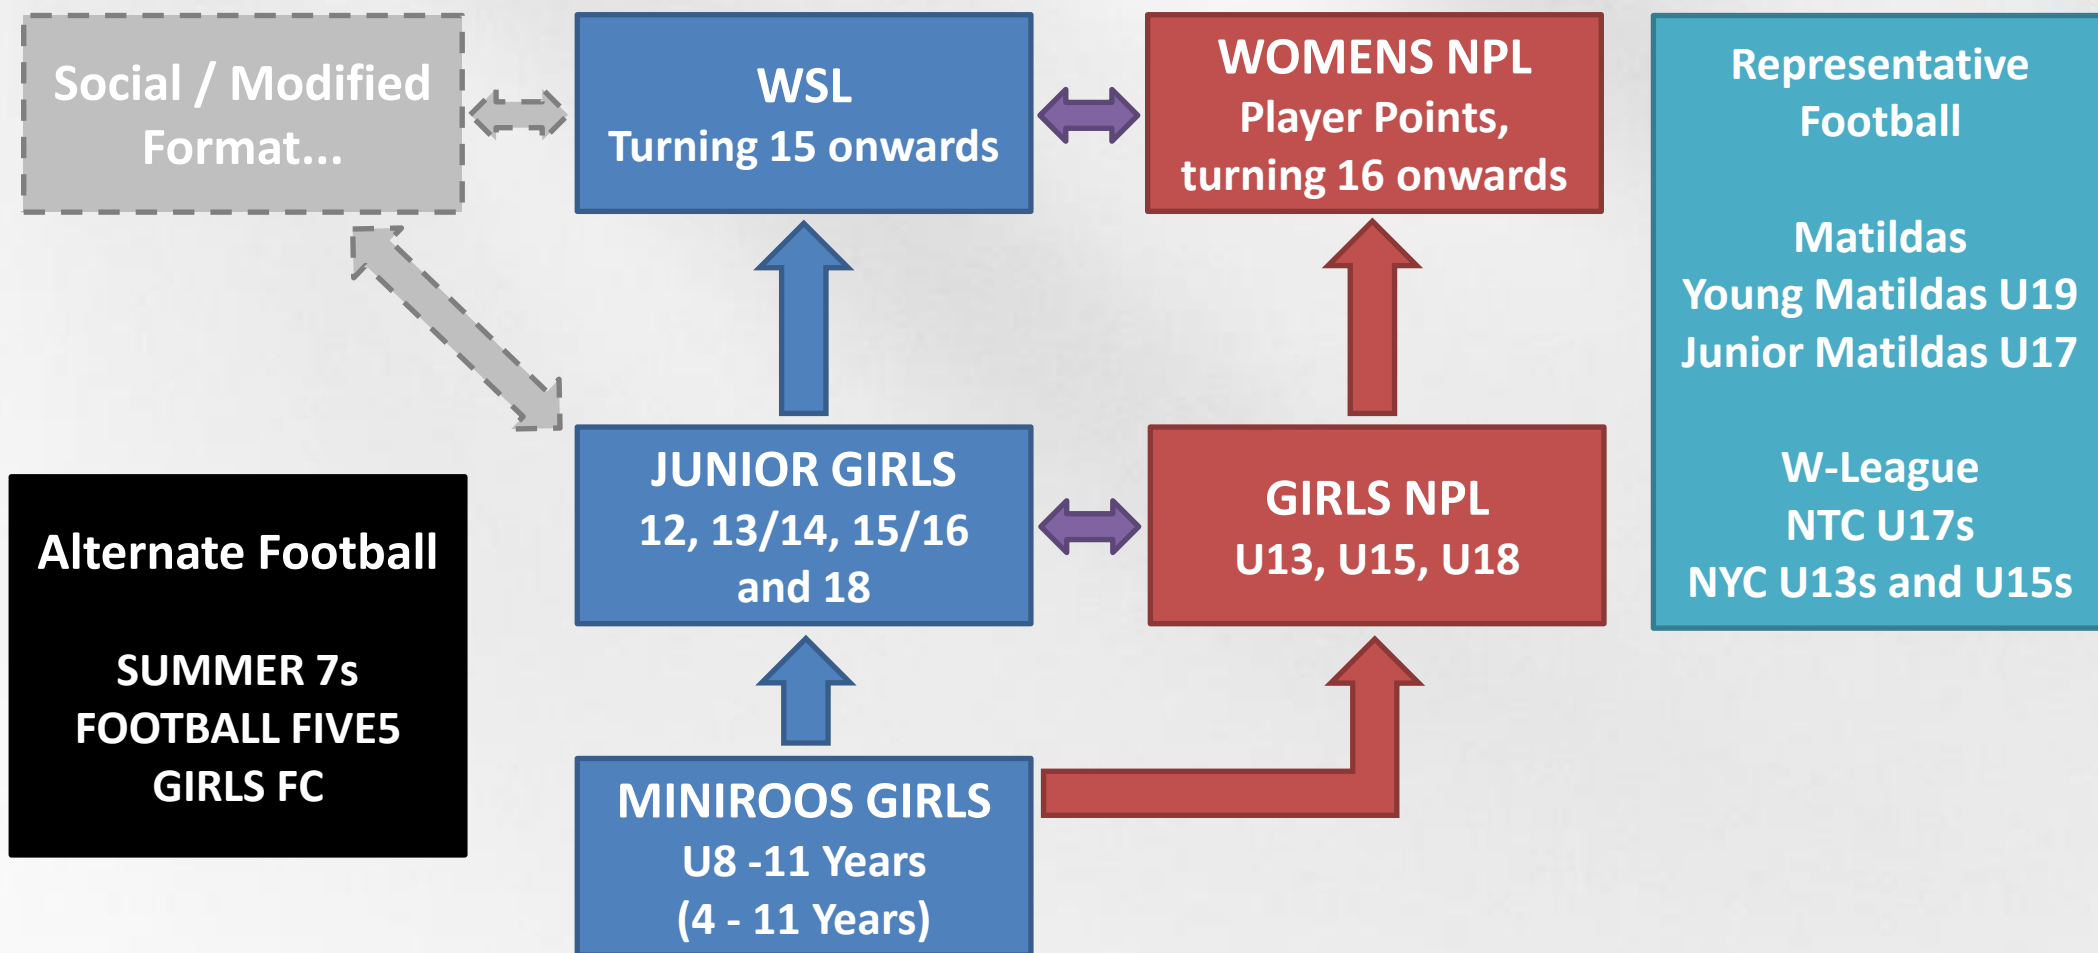 Social / Modified
Format...
WSL
Turning 15 onwards
WOMENS NPL
Player Points,
turning 16 onwards
Representative
Football
Matildas
Young Matildas U19
Junior Matildas U17
W-League
NTC U17s
NYC U13s and U15s
JUNIOR GIRLS
12, 13/14, 15/16
and 18
GIRLS NPL
U13, U15, U18
Alternate Football
SUMMER 7s
FOOTBALL FIVE5
GIRLS FC
MINIROOS GIRLS
U8 -11 Years
(4 - 11 Years)